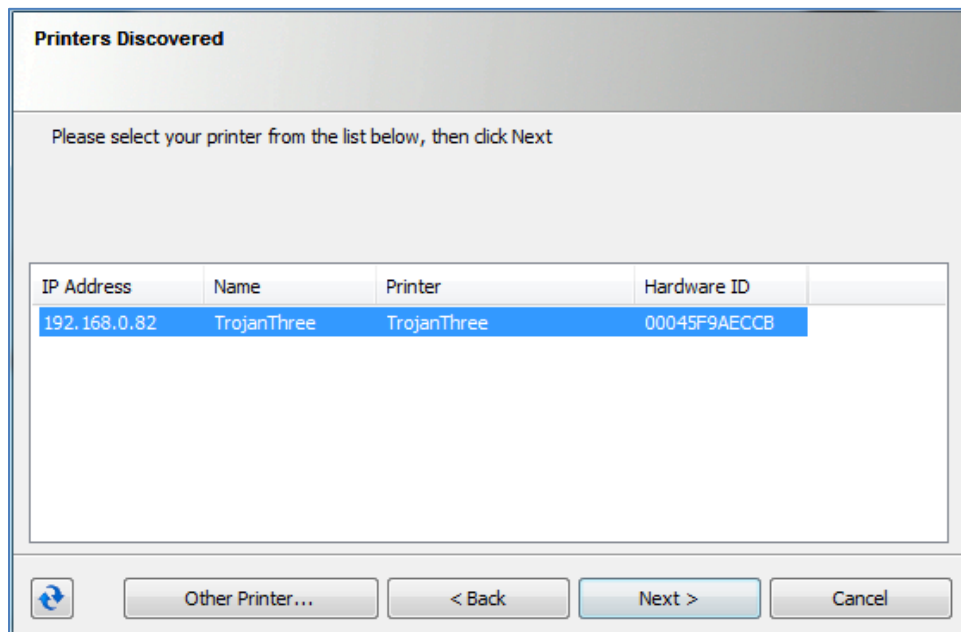 Printers Discovered
Please select your printer from the list below, then click Next
IP Address Name Printer Hardware ID
192.168.0.82 TrojanThree TrojanThree 00045F9AECCB
Other Printer... < Back Next > Cancel